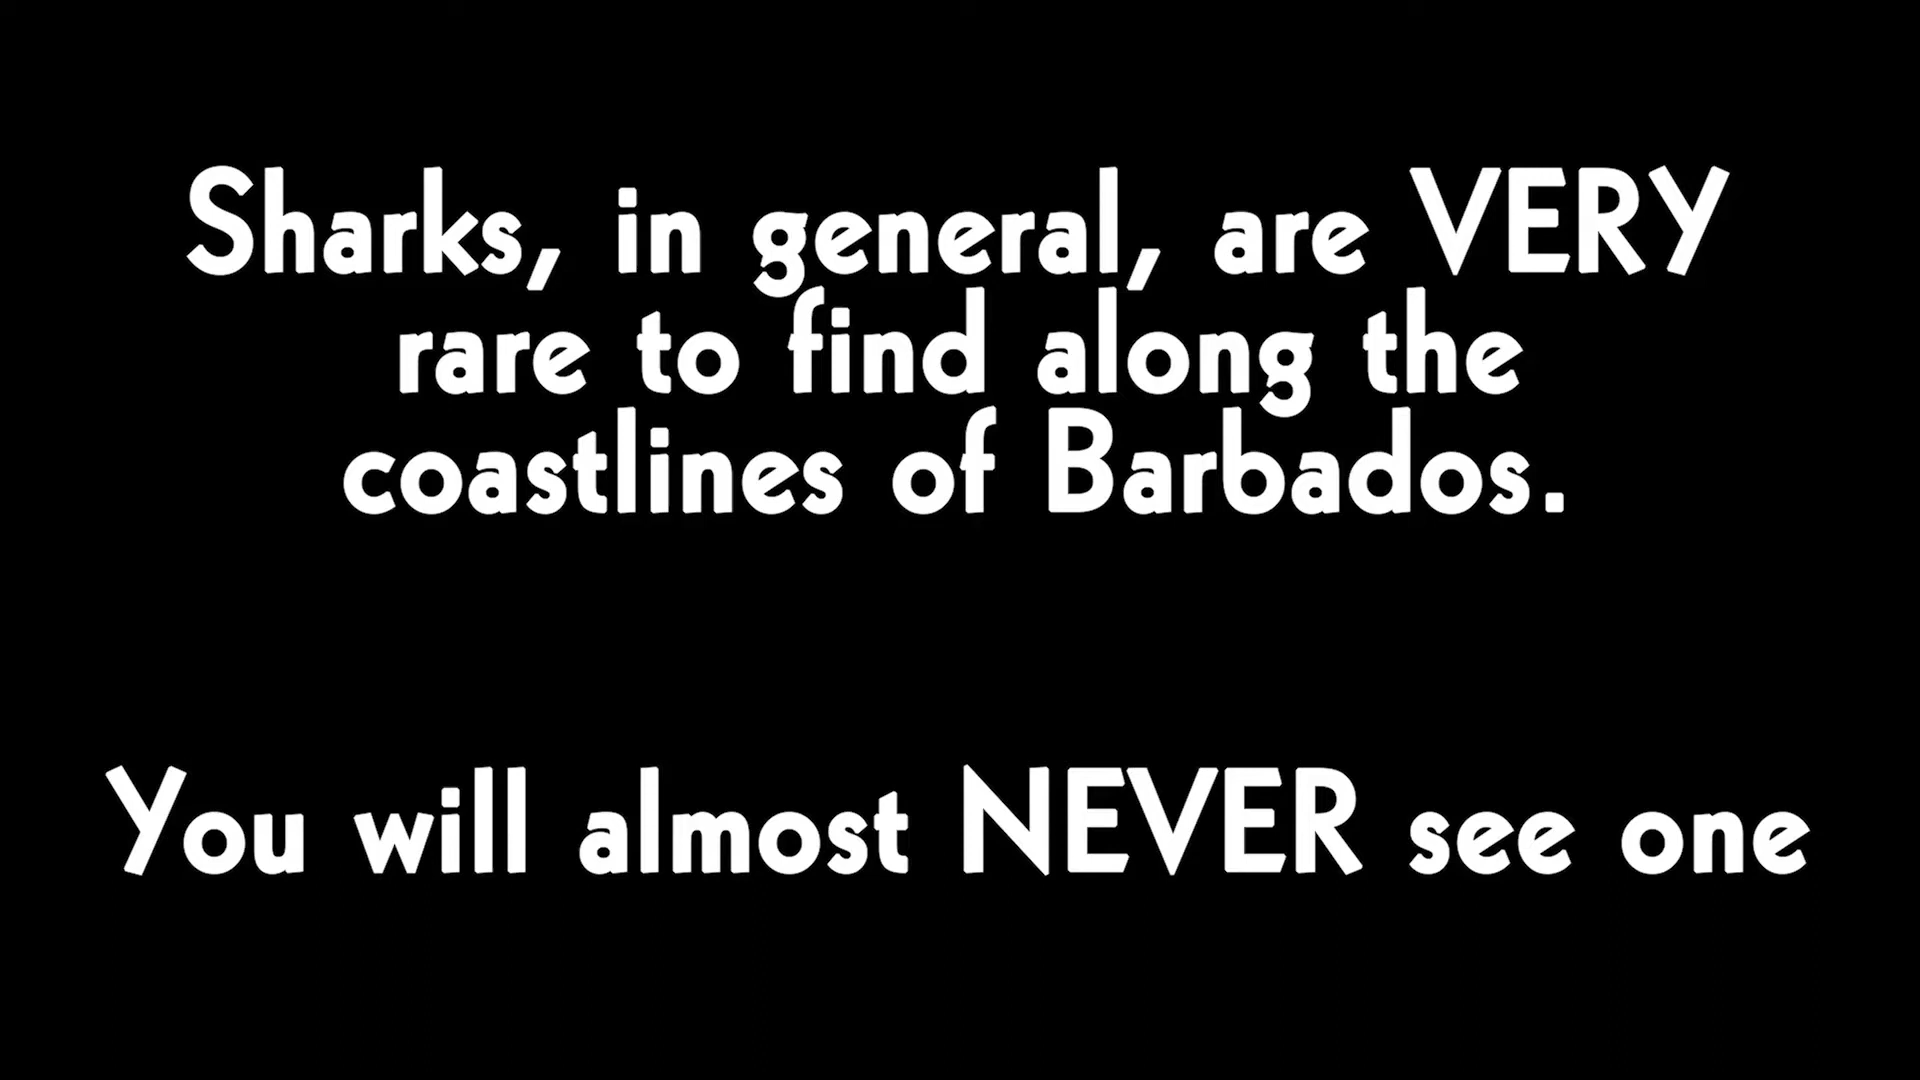 Sharks, in general, are VERY
rare to find along the
coastlines of Barbados.
You will almost NEVER see one